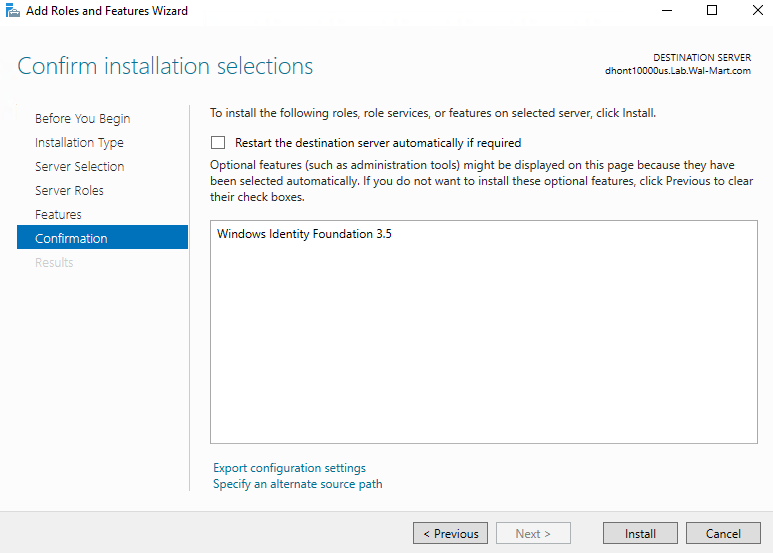 Add Roles and Features Wizard
Confirm installation selections
DESTINATION SERVER
dhont10000us.Lab.Wal-Mart.com
Before You Begin
Installation Type
Server Selection
Server Roles
Features
Confirmation
Results
To install the following roles, role services, or features on selected server, click Install.
Restart the destination server automatically if required
Optional features (such as administration tools) might be displayed on this page because they have
been selected automatically. If you do not want to install these optional features, click Previous to clear
their check boxes.
Windows Identity Foundation 3.5
Export configuration settings
Specify an alternate source path
< Previous
Next >
Install
Cancel